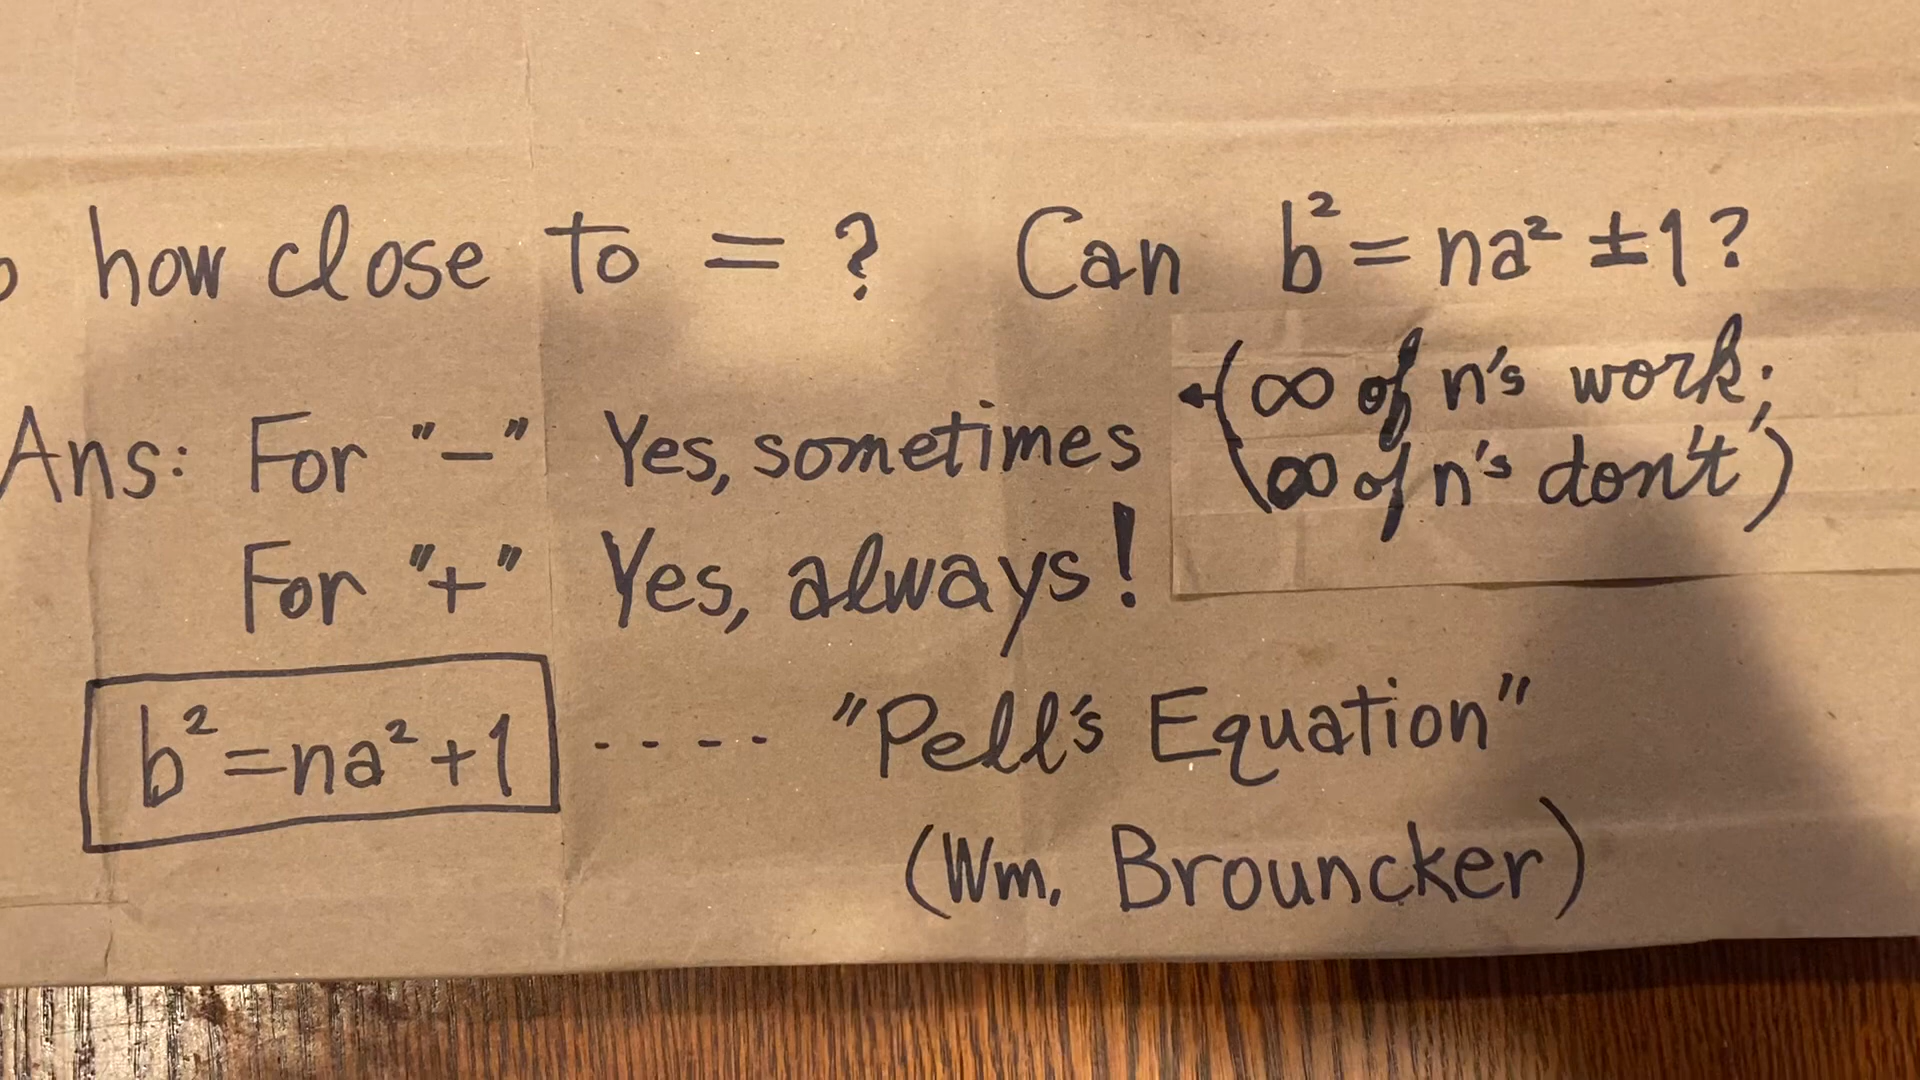 how close to = ? Can b² = na² ±1?
(∞ of n's work;
Ans: For "–" Yes, sometimes
∞ of n's don't)
For "+" Yes, always!
b² = na² + 1 - - - - "Pell's Equation"
(Wm. Brouncker)